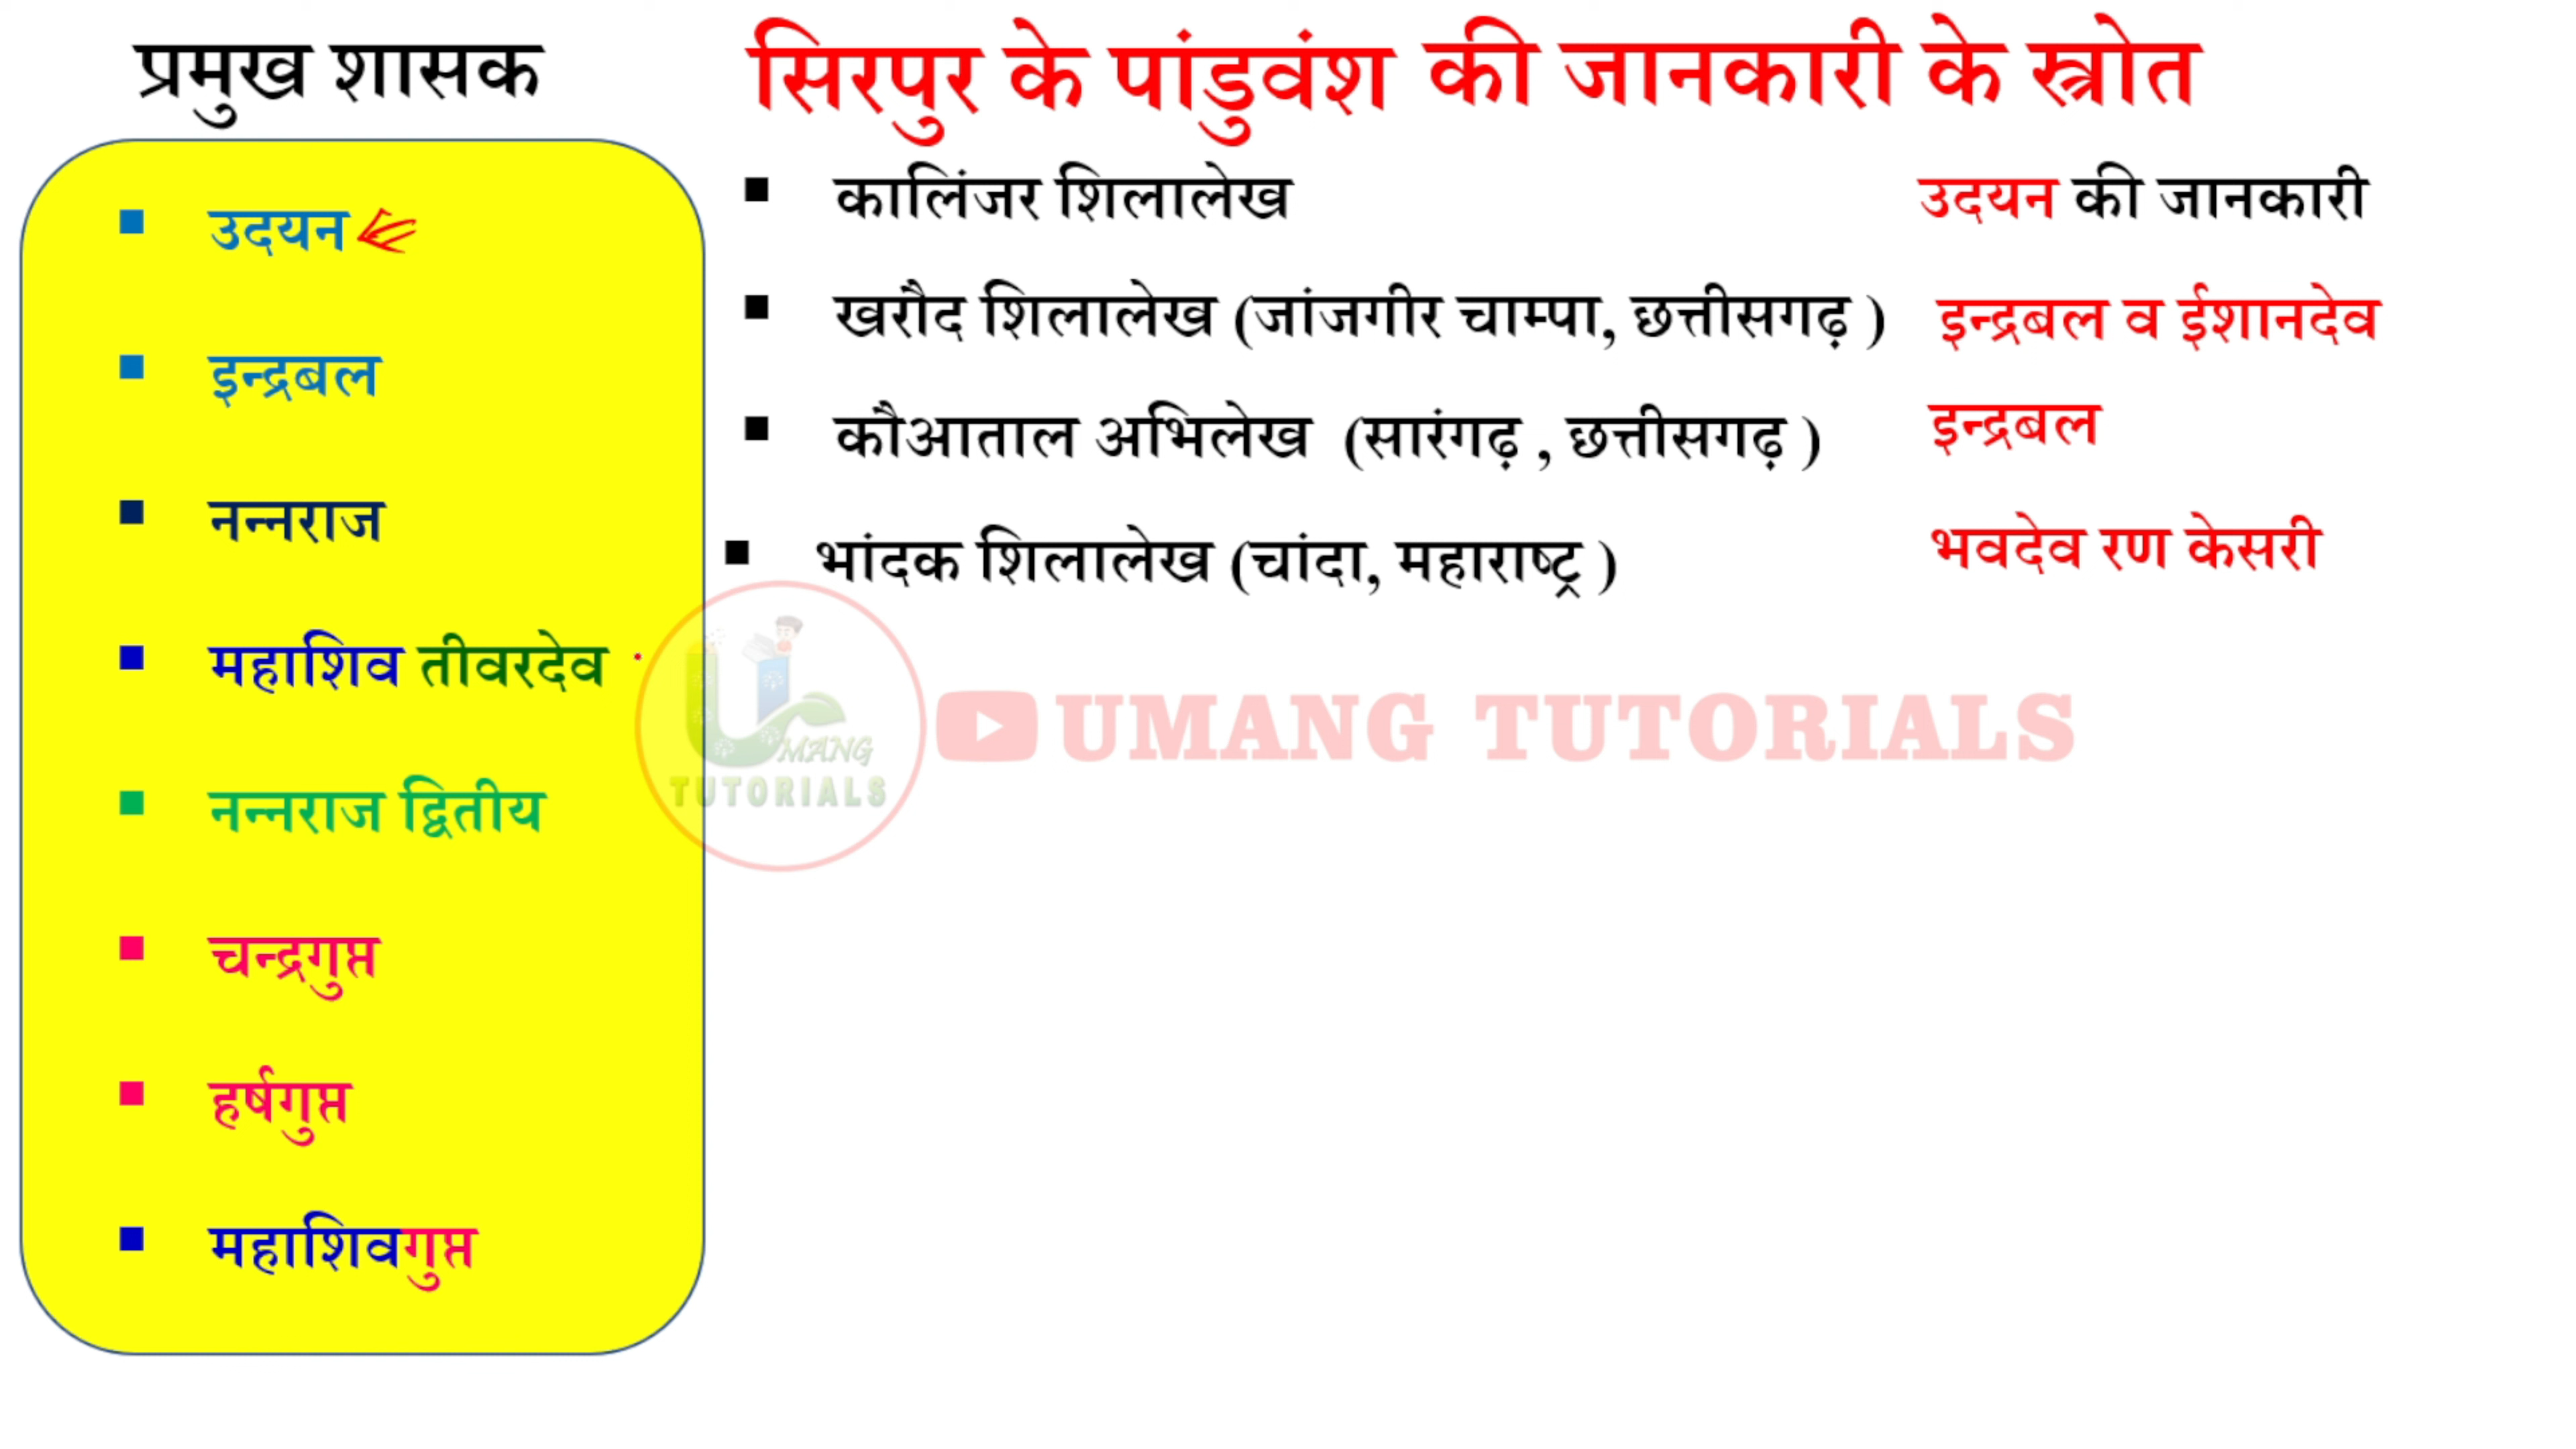 प्रमुख शासक
उदयन
इन्द्रबल
नन्नराज
महाशिव तीवरदेव
नन्नराज द्वितीय
चन्द्रगुप्त
हर्षगुप्त
महाशिवगुप्त
सिरपुर के पांडुवंश की जानकारी के स्त्रोत
कालिंजर शिलालेख उदयन की जानकारी
खरौद शिलालेख (जांजगीर चाम्पा, छत्तीसगढ़ ) इन्द्रबल व ईशानदेव
कौआताल अभिलेख (सारंगढ़ , छत्तीसगढ़ ) इन्द्रबल
भांदक शिलालेख (चांदा, महाराष्ट्र ) भवदेव रण केसरी
UMANG
TUTORIALS
UMANG TUTORIALS